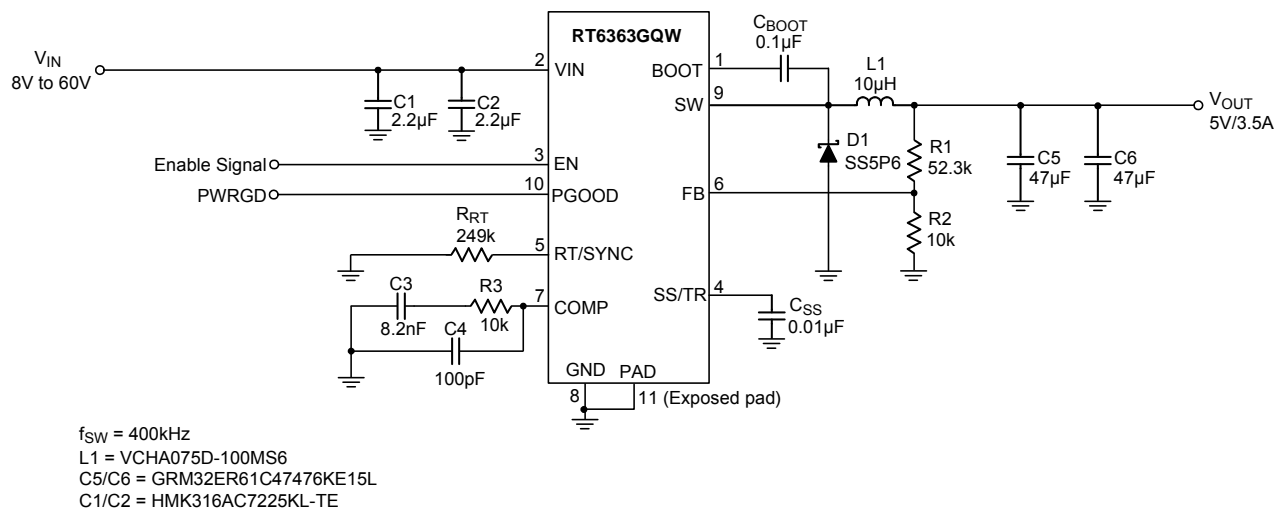 RT6363GQW
V_IN
8V to 60V
2
VIN
C1
2.2µF
C2
2.2µF
Enable Signal
3
EN
PWRGD
10
PGOOD
R_RT
249k
5
RT/SYNC
C3
8.2nF
R3
10k
7
COMP
C4
100pF
GND
PAD
8
11 (Exposed pad)
BOOT
1
C_BOOT
0.1µF
SW
9
L1
10µH
V_OUT
5V/3.5A
D1
SS5P6
R1
52.3k
C5
47µF
C6
47µF
FB
6
R2
10k
SS/TR
4
C_SS
0.01µF
f_SW = 400kHz
L1 = VCHA075D-100MS6
C5/C6 = GRM32ER61C47476KE15L
C1/C2 = HMK316AC7225KL-TE